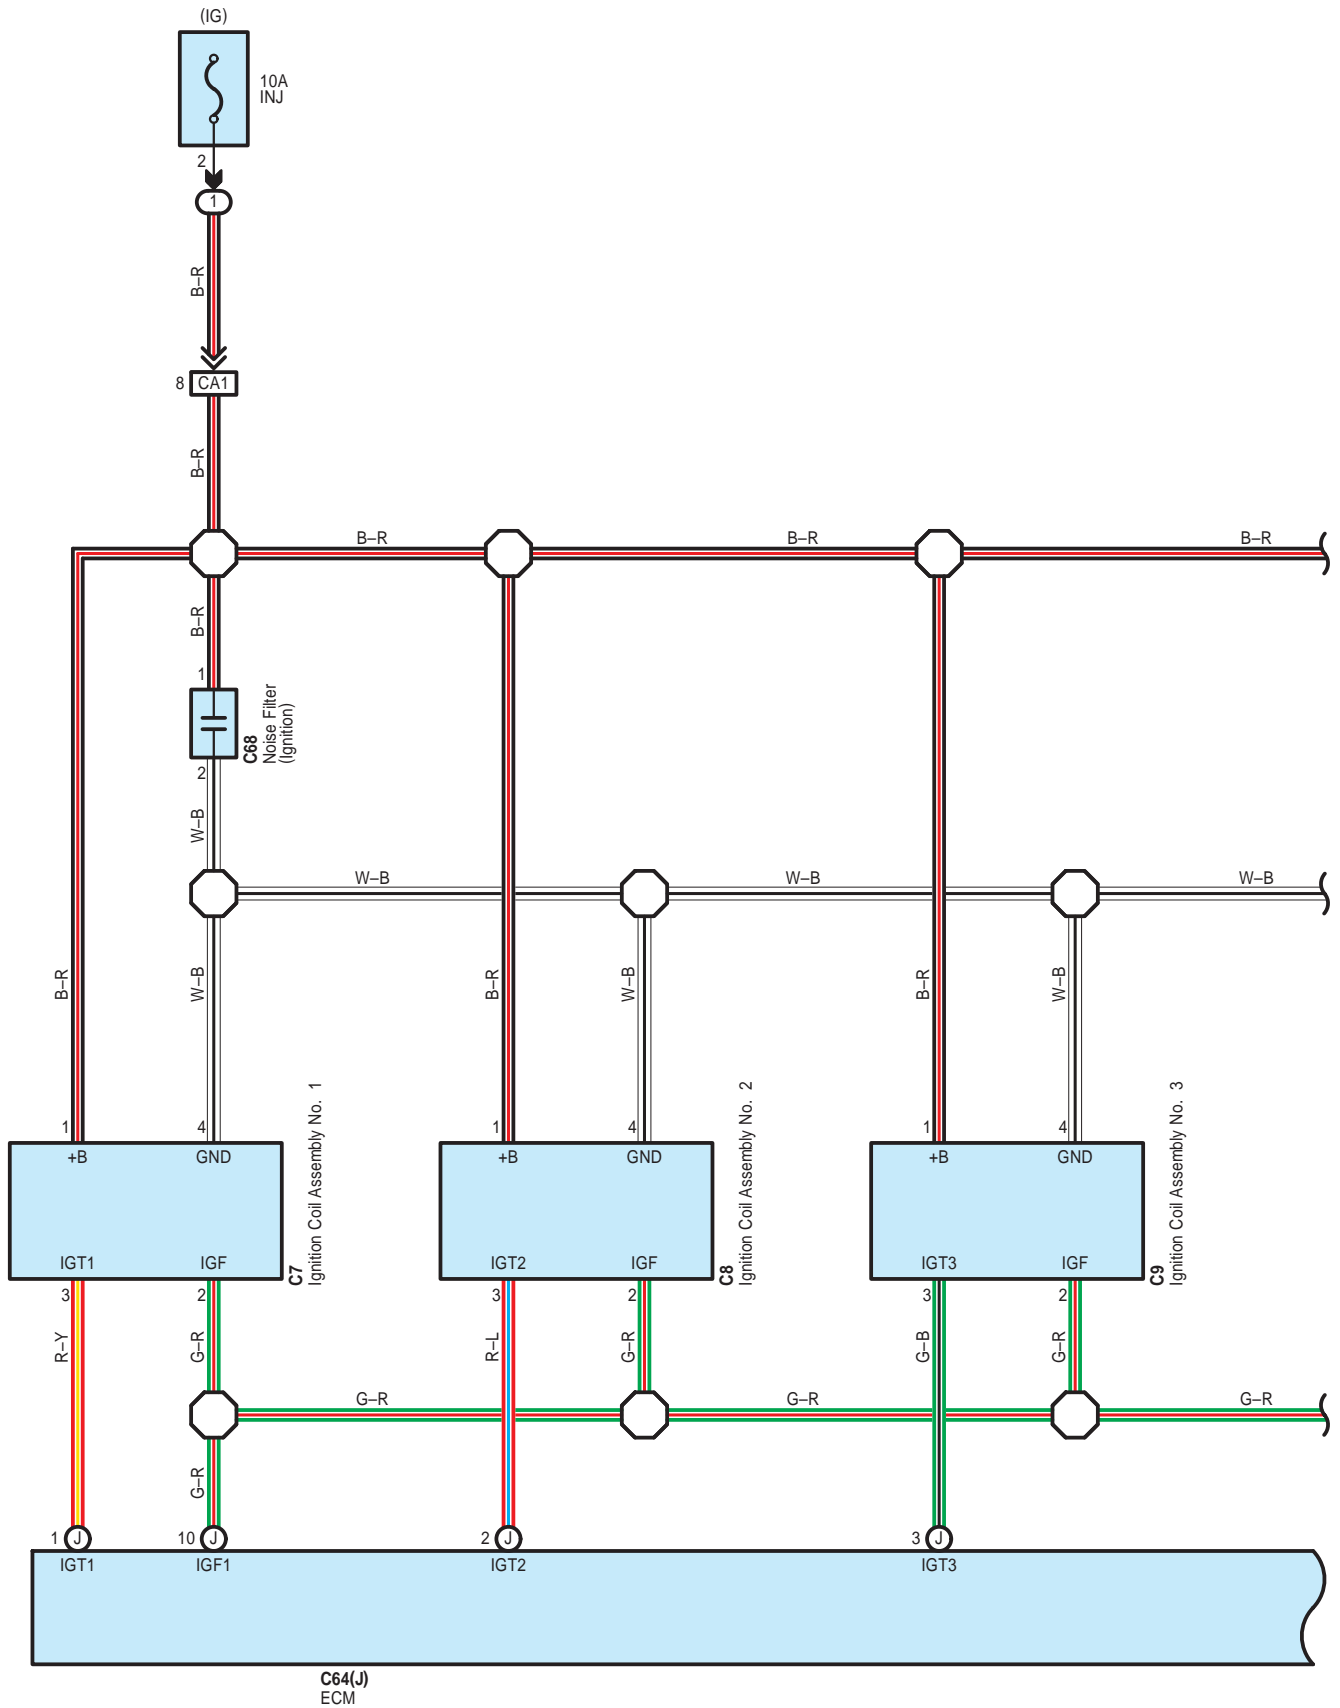 (IG)
10A
INJ
2
1
B–R
8 CA1
B–R
B–R B–R B–R
B–R
1
C68
Noise Filter
(Ignition)
2
W–B
W–B W–B W–B
B–R W–B B–R W–B B–R W–B
1 4 1 4 1 4
+B GND +B GND +B GND
IGT1 IGF IGT2 IGF IGT3 IGF
C7
Ignition Coil Assembly No. 1
C8
Ignition Coil Assembly No. 2
C9
Ignition Coil Assembly No. 3
3 2 3 2 3 2
R–Y G–R R–L G–R G–B G–R
G–R G–R G–R
G–R
1 J 10 J 2 J 3 J
IGT1 IGF1 IGT2 IGT3
C64(J)
ECM